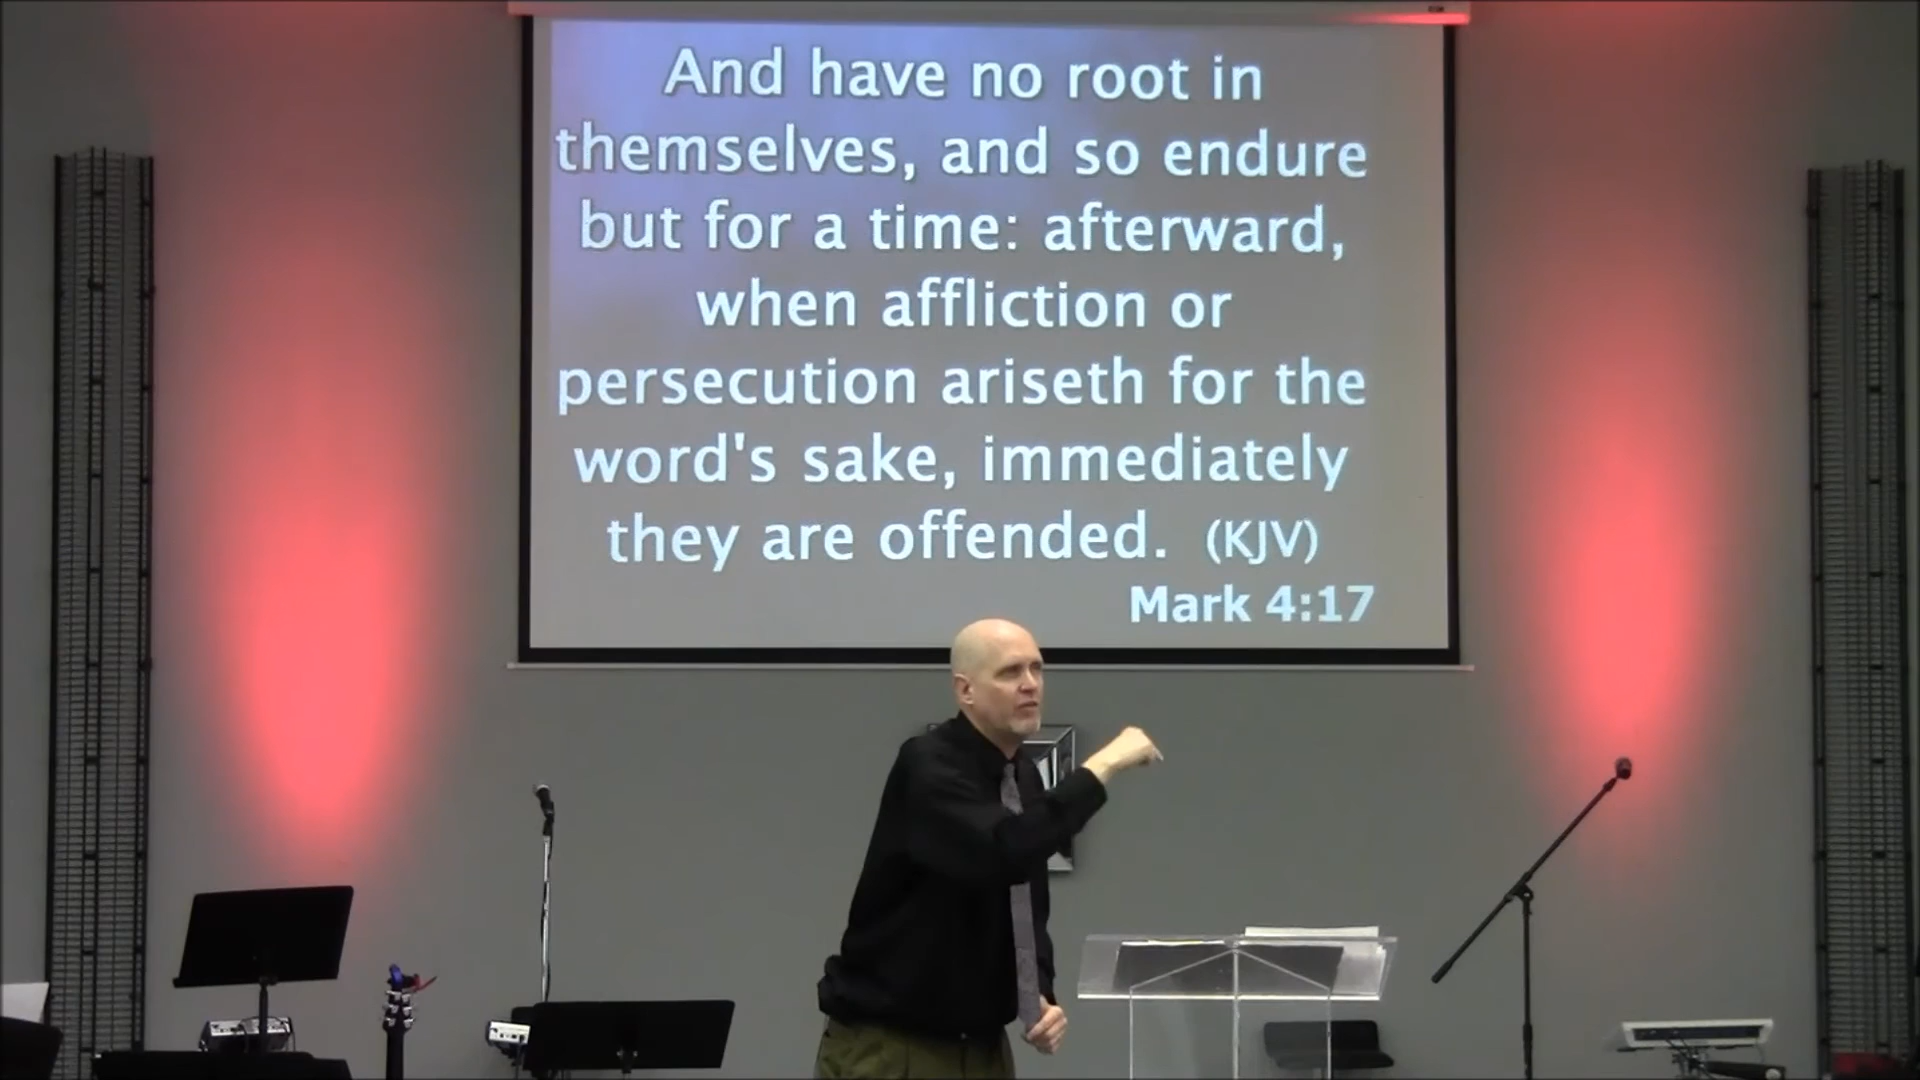 And have no root in
themselves, and so endure
but for a time: afterward,
when affliction or
persecution ariseth for the
word's sake, immediately
they are offended. (KJV)
Mark 4:17